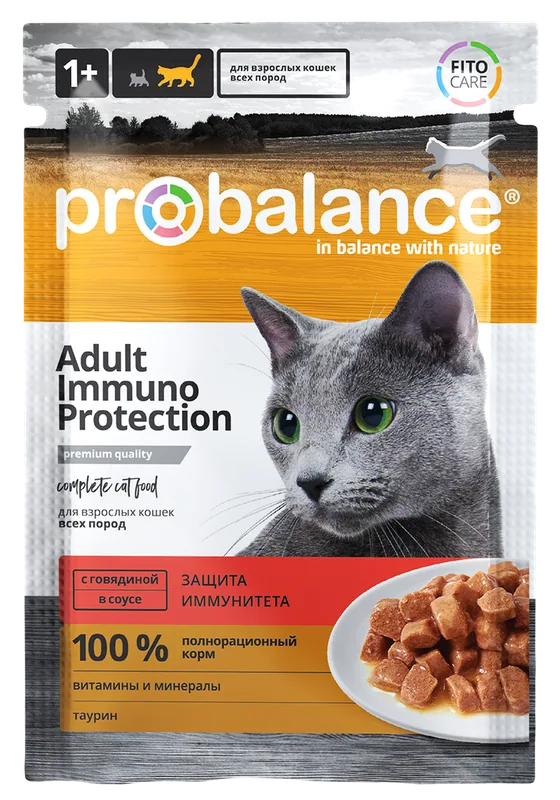 1+
для взрослых кошек
всех пород
FITO
CARE
probalance®
in balance with nature
Adult
Immuno
Protection
premium quality
complete cat food
для взрослых кошек
всех пород
с говядиной
в соусе
ЗАЩИТА
ИММУНИТЕТА
100 %
полнорационный
корм
витамины и минералы
таурин